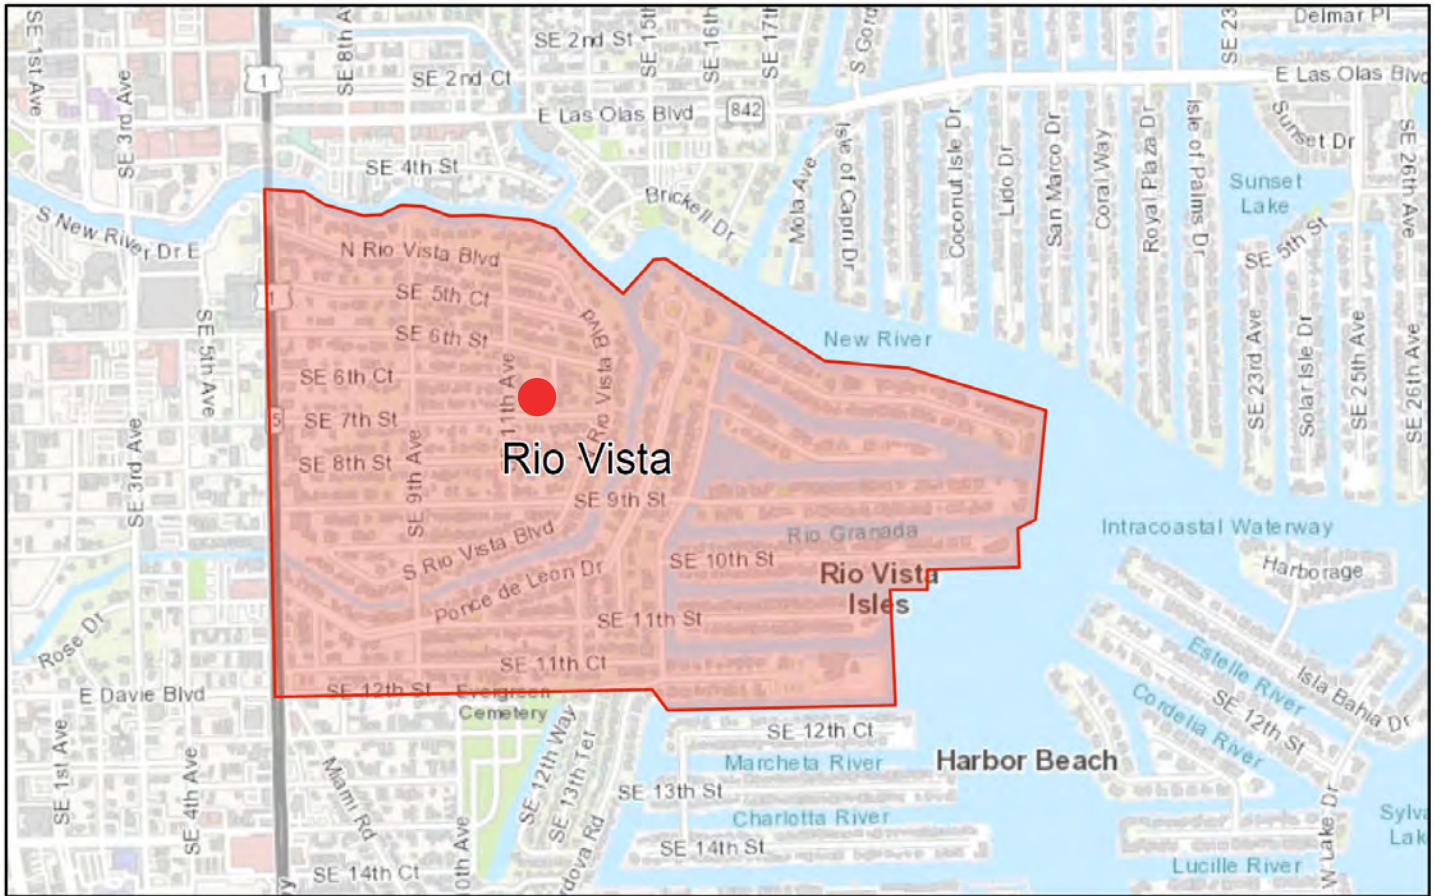 SE 1st Ave
SE 3rd Ave
1
SE 8th A
SE 2nd St
SE 2nd Ct
SE 15th
SE 16th
SE 17th
S Gord
SE 23
Delmar Pl
E Las Olas Blvd
E Las Olas Blvd
842
Sunset Dr
SE 4th St
Brickell Dr
Mola Ave
Isle of Capri Dr
Coconut Isle Dr
Lido Dr
San Marco Dr
Coral Way
Royal Plaza Dr
Isle of Palms Dr
Sunset
Lake
SE 26th Ave
S New River Dr E
SE 5th St
N Rio Vista Blvd
SE 5th Ct
1
SE 6th St
Rio Vista Blvd
New River
SE 5th Ave
SE 6th Ct
11th Ave
SE 23rd Ave
Solar Isle Dr
SE 25th Ave
SE 26th Ave
5
SE 7th St
SE 8th St
SE 9th Ave
Rio Vista
SE 3rd Ave
SE 9th St
Rio Granada
Intracoastal Waterway
S Rio Vista Blvd
SE 10th St
Ponce de Leon Dr
Rio Vista
Isles
Harborage
Rose Dr
SE 11th St
SE 11th Ct
E Davie Blvd
SE 12th St
Evergreen
Cemetery
Estelle River
Isla Bahia Dr
SE 12th St
Cordelia River
SE 1st Ave
SE 4th Ave
Miami Rd
SE 12th Way
SE 13th Ter
SE 12th Ct
Marcheta River
Harbor Beach
SE 13th St
Charlotta River
SE 14th St
10th Ave
dova Rd
SE 14th Ct
W Lake Dr
Sylva
Lak
Lucille River